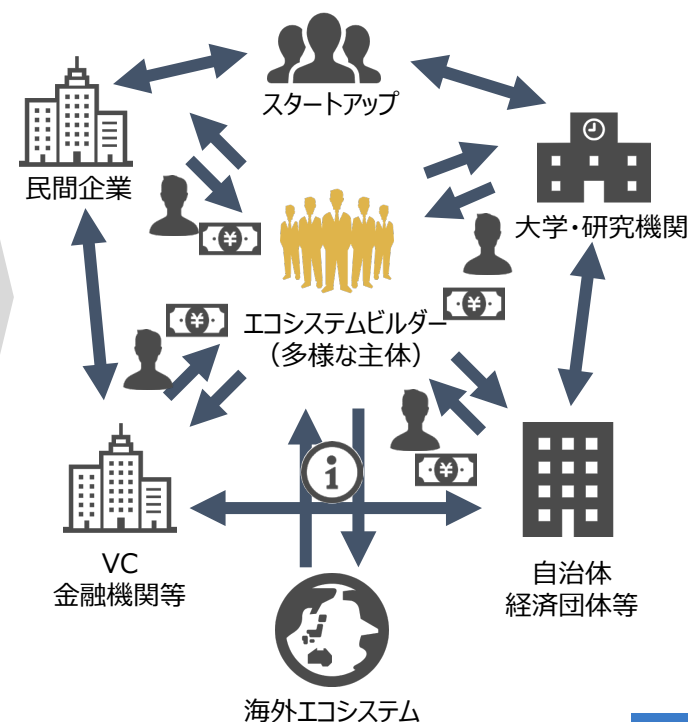 スタートアップ
民間企業
大学・研究機関
¥
¥
¥
エコシステムビルダー
（多様な主体）
¥
i
VC
金融機関等
自治体
経済団体等
海外エコシステム